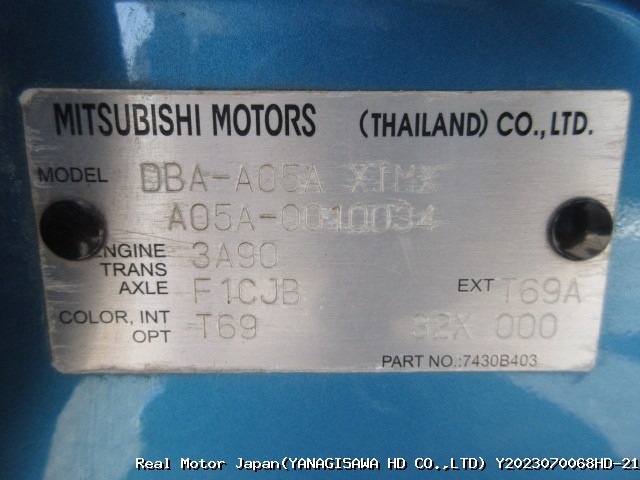 MITSUBISHI MOTORS (THAILAND) CO., LTD.
MODEL DBA-A05A XTMX
A05A-0010034
ENGINE 3A90
TRANS
AXLE F1CJB EXT T69A
COLOR, INT T69 82X 000
OPT
PART NO.:7430B403
Real Motor Japan(YANAGISAWA HD CO.,LTD) Y2023070068HD-21